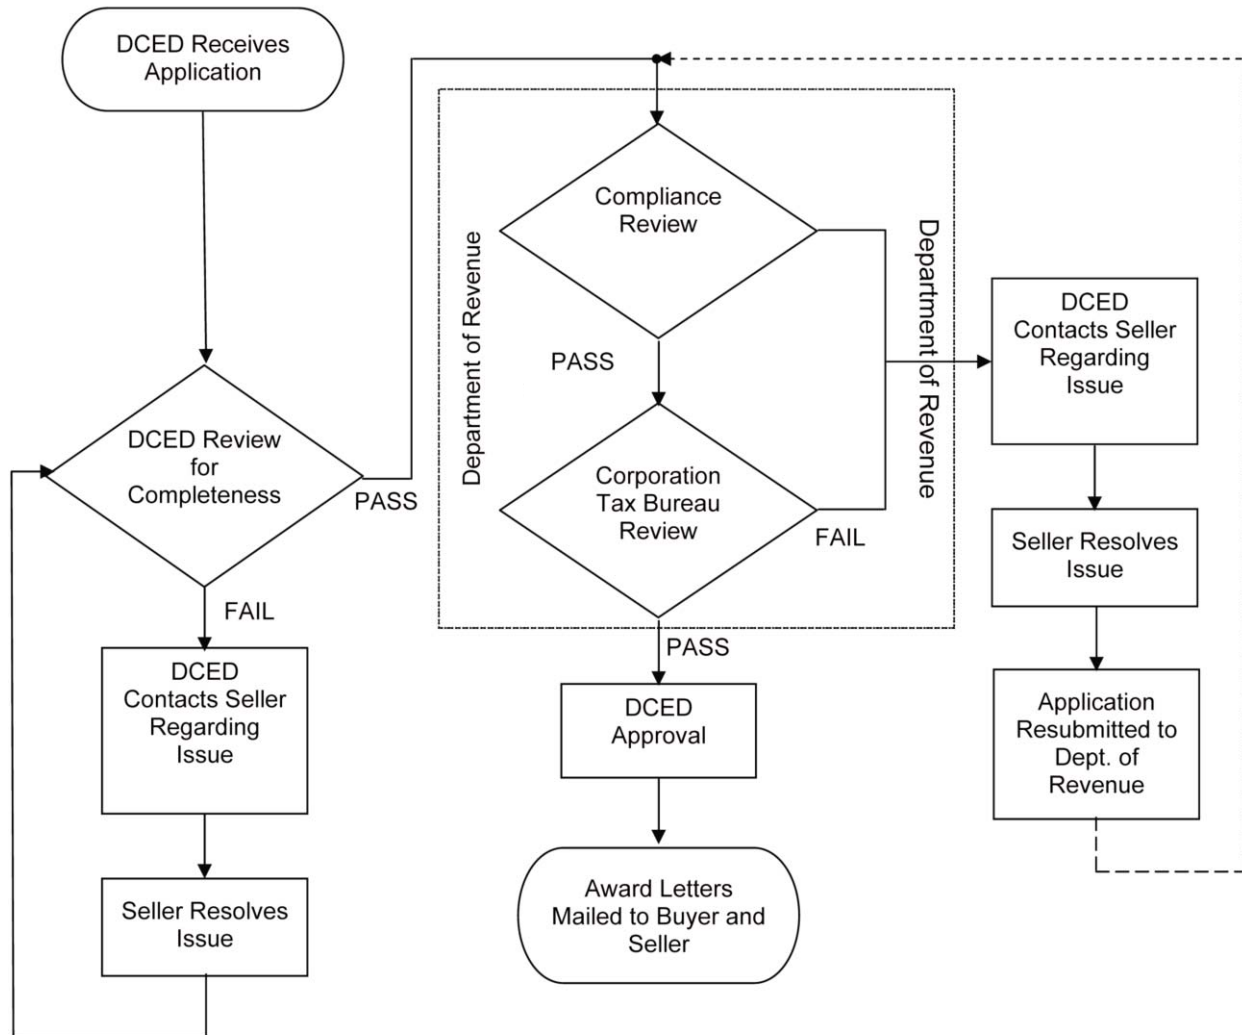 DCED Receives
Application
DCED Review
for
Completeness
PASS
FAIL
DCED
Contacts Seller
Regarding
Issue
Seller Resolves
Issue
Department of Revenue
Compliance
Review
PASS
Corporation
Tax Bureau
Review
FAIL
Department of Revenue
PASS
DCED
Approval
Award Letters
Mailed to Buyer and
Seller
DCED
Contacts Seller
Regarding
Issue
Seller Resolves
Issue
Application
Resubmitted to
Dept. of
Revenue